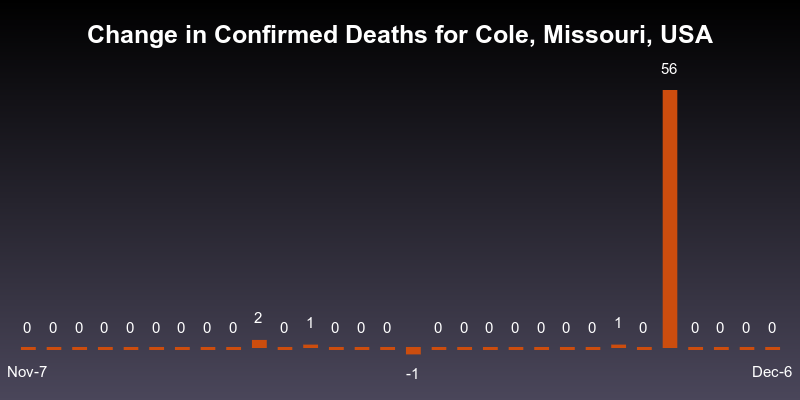 Change in Confirmed Deaths for Cole, Missouri, USA
56
0 0 0 0 0 0 0 0 0 2 0 1 0 0 0 0 0 0 0 0 0 0 1 0 0 0 0 0
Nov-7 -1 Dec-6